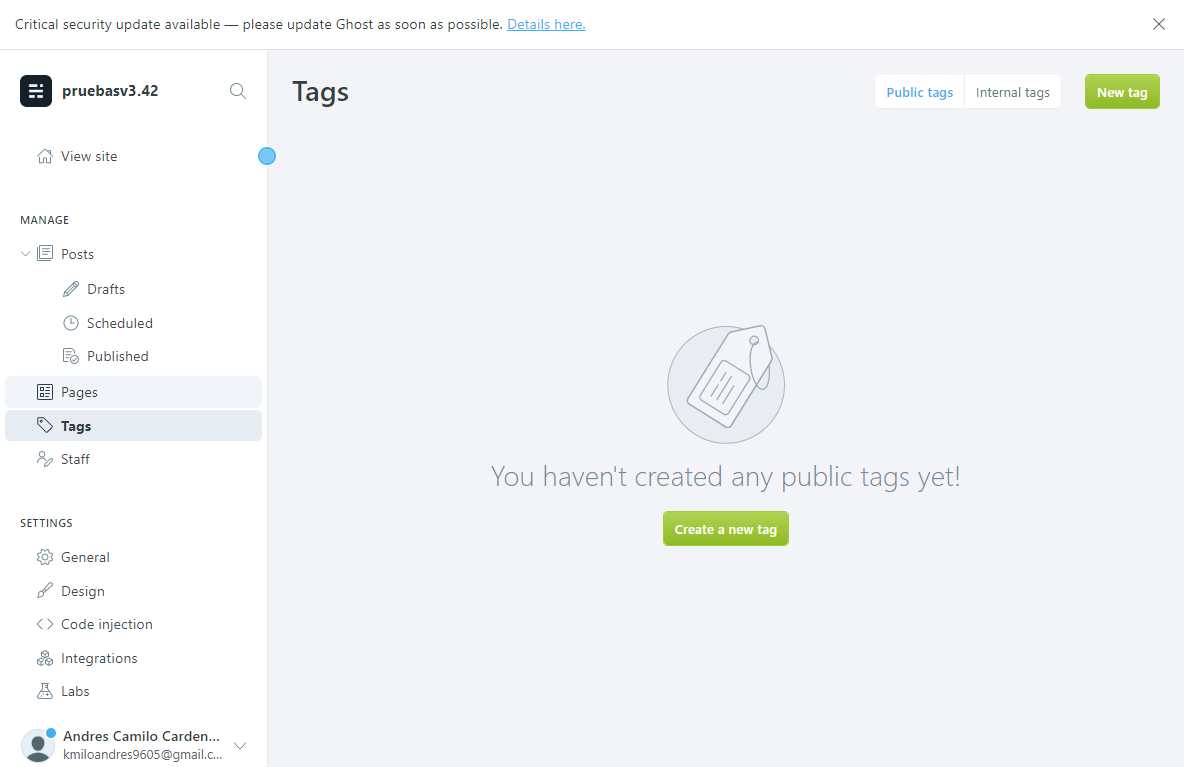 Critical security update available — please update Ghost as soon as possible. Details here.
pruebasv3.42
View site
MANAGE
Posts
Drafts
Scheduled
Published
Pages
Tags
Staff
SETTINGS
General
Design
Code injection
Integrations
Labs
Andres Camilo Carden...
kmiloandres9605@gmail.c...
Tags
Public tags
Internal tags
New tag
You haven't created any public tags yet!
Create a new tag